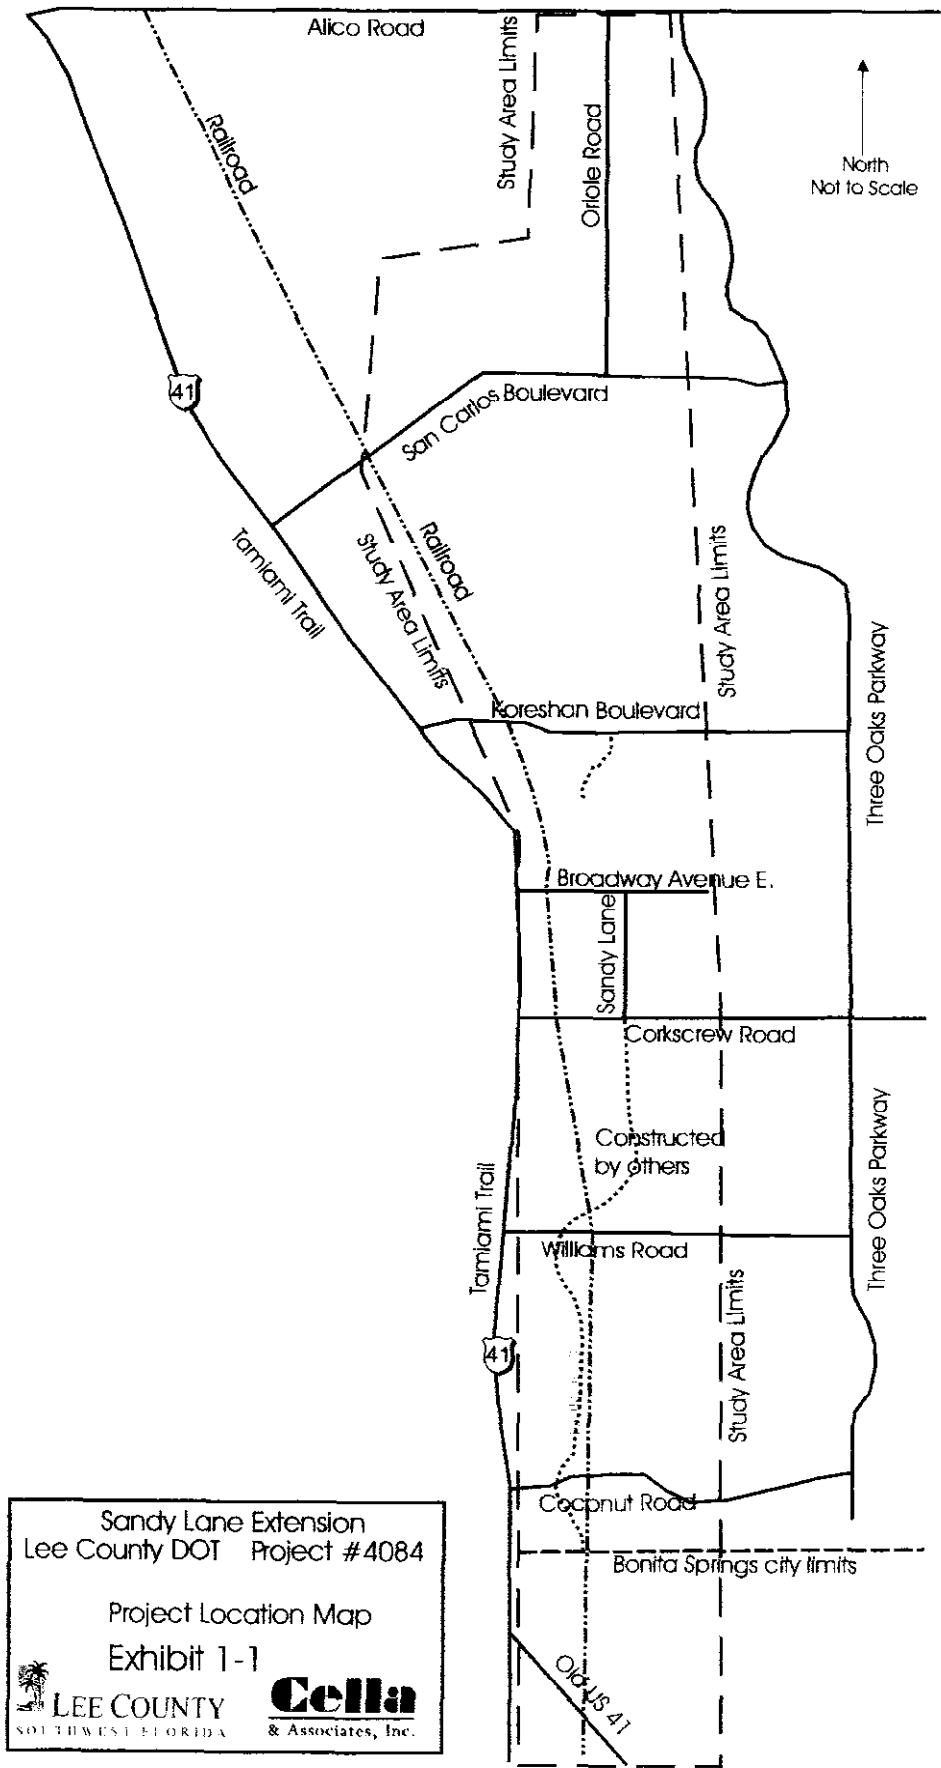 Alico Road
Study Area Limits
Railroad
Oriole Road
North
Not to Scale
41
San Carlos Boulevard
Railroad
Study Area Limits
Tamiami Trail
Study Area Limits
Three Oaks Parkway
Koreshan Boulevard
Broadway Avenue E.
Sandy Lane
Corkscrew Road
Constructed
by others
Three Oaks Parkway
Tamiami Trail
Williams Road
Study Area Limits
41
Coconut Road
Bonita Springs city limits
Old US 41
Sandy Lane Extension
Lee County DOT Project #4084
Project Location Map
Exhibit 1-1
LEE COUNTY
SOUTHWEST FLORIDA
Cella
& Associates, Inc.